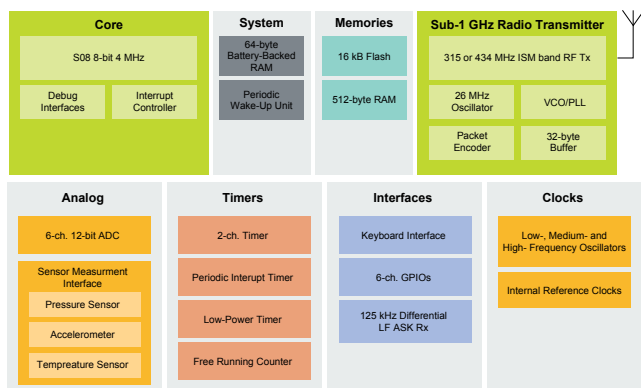 Core
S08 8-bit 4 MHz
Debug
Interfaces
Interrupt
Controller
System
64-byte
Battery-Backed
RAM
Periodic
Wake-Up Unit
Memories
16 kB Flash
512-byte RAM
Sub-1 GHz Radio Transmitter
315 or 434 MHz ISM band RF Tx
26 MHz
Oscillator
VCO/PLL
Packet
Encoder
32-byte
Buffer
Analog
6-ch. 12-bit ADC
Sensor Measurment
Interface
Pressure Sensor
Accelerometer
Tempreature Sensor
Timers
2-ch. Timer
Periodic Interupt Timer
Low-Power Timer
Free Running Counter
Interfaces
Keyboard Interface
6-ch. GPIOs
125 kHz Differential
LF ASK Rx
Clocks
Low-, Medium- and
High- Frequency Oscillators
Internal Reference Clocks